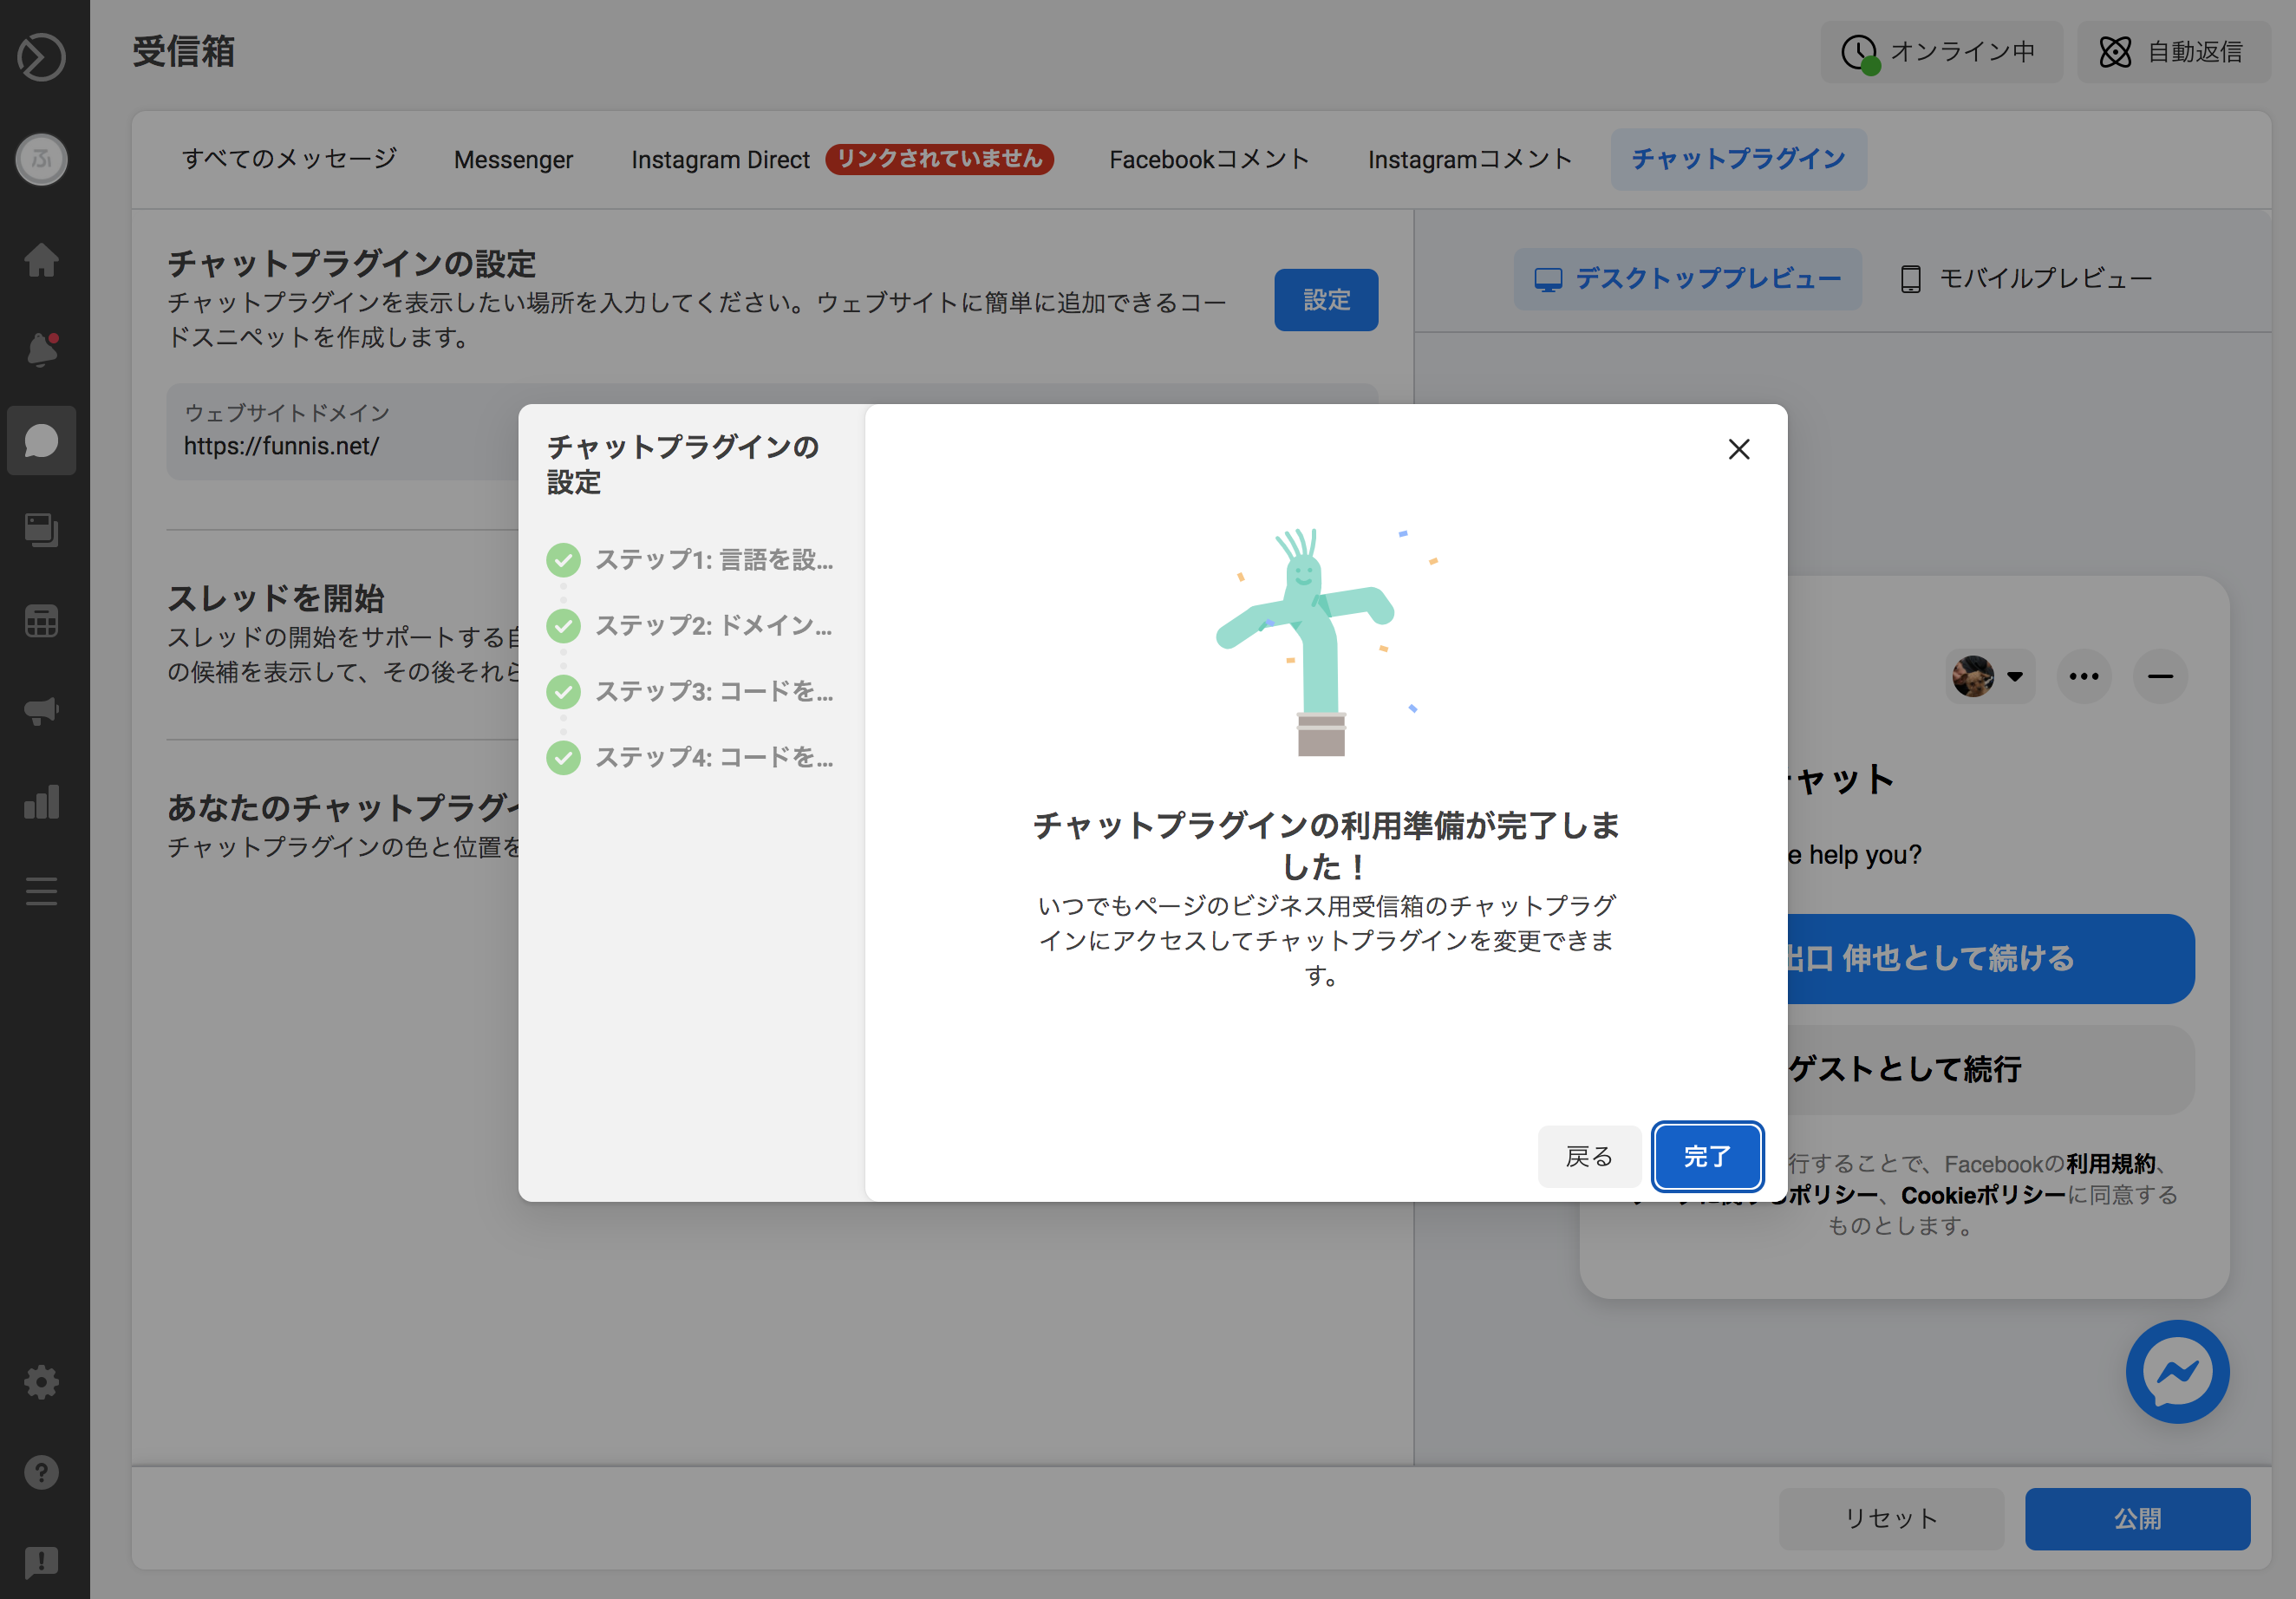 受信箱
オンライン中
自動返信
ふ
すべてのメッセージ
Messenger
Instagram Direct
リンクされていません
Facebookコメント
Instagramコメント
チャットプラグイン
チャットプラグインの設定
チャットプラグインを表示したい場所を入力してください。ウェブサイトに簡単に追加できるコー
ドスニペットを作成します。
設定
ウェブサイトドメイン
https://funnis.net/
スレッドを開始
スレッドの開始をサポートする
の候補を表示して、その後それら
あなたのチャットプラグイ
チャットプラグインの色と位置を
チャットプラグインの
設定
ステップ1: 言語を設...
ステップ2: ドメイン...
ステップ3: コードを...
ステップ4: コードを...
チャットプラグインの利用準備が完了しま
した！
いつでもページのビジネス用受信箱のチャットプラグ
インにアクセスしてチャットプラグインを変更できま
す。
戻る
完了
デスクトッププレビュー
モバイルプレビュー
ャット
e help you?
出口 伸也として続ける
ゲストとして続行
行することで、Facebookの利用規約、
ポリシー、Cookieポリシーに同意する
ものとします。
リセット
公開